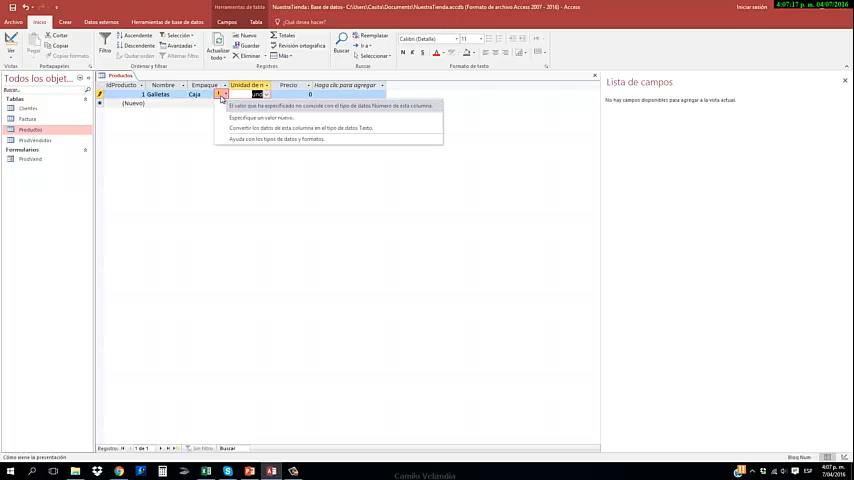 4:07:17 p. m. 04/07/2016
Herramientas de tabla
NuestraTienda : Base de datos- C:\Users\Casita\Documents\NuestraTienda.accdb (Formato de archivo Access 2007 - 2016) - Access
Iniciar sesión
Archivo Inicio Crear Datos externos Herramientas de base de datos Campos Tabla ¿Qué desea hacer?
Ver Pegar Cortar Copiar Copiar formato Filtro Ascendente Descendente Quitar orden Selección Avanzadas Alternar filtro Actualizar todo Nuevo Guardar Eliminar Totales Revisión ortográfica Más Buscar Reemplazar Ir a Seleccionar Calibri (Detalle) 11
N K S
Vistas Portapapeles Ordenar y filtrar Registros Buscar Formato de texto
Todos los objet...
Buscar...
Tablas
Clientes
Factura
Productos
ProdVendidos
Formularios
ProdVend
Productos
IdProducto Nombre Empaque Unidad de n Precio Haga clic para agregar
1 Galletas Caja uno 0
(Nuevo)
El valor que ha especificado no coincide con el tipo de datos Número de esta columna.
Especifique un valor nuevo.
Convertir los datos de esta columna en el tipo de datos Texto.
Ayuda con los tipos de datos y formatos.
Lista de campos
No hay campos disponibles para agregar a la vista actual.
Registro: 1 de 1 Sin filtro Buscar
Cómo viene la presentación
Bloq Num
Camilo Velandia
ESP
4:07 p. m.
7/04/2016